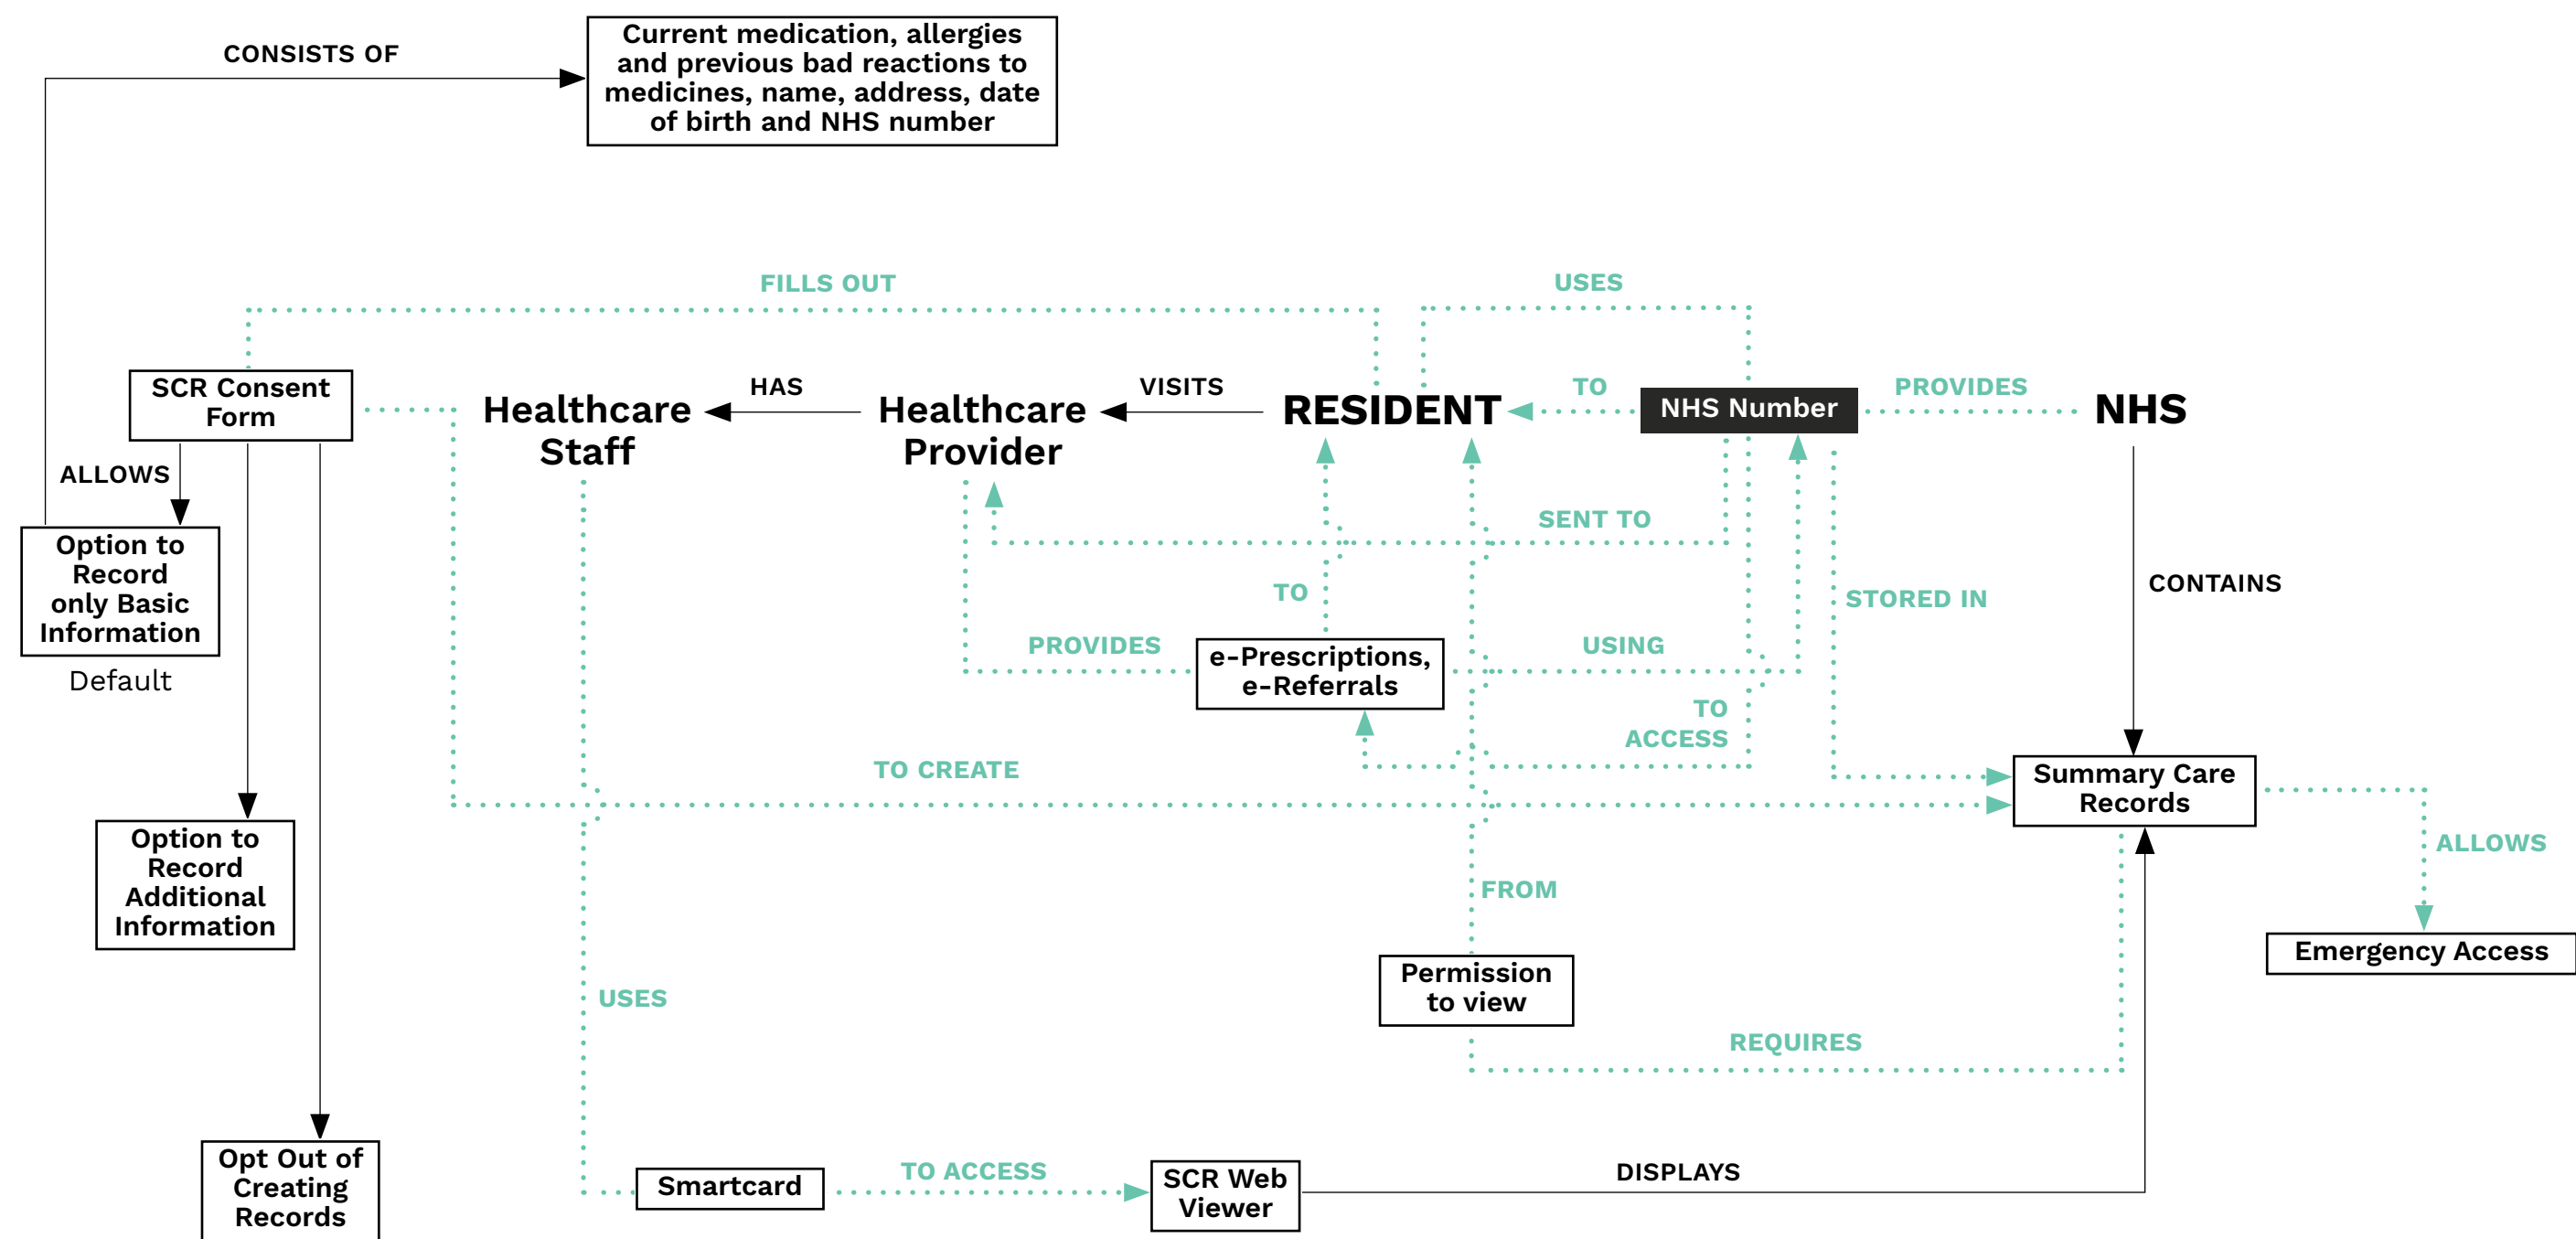 CONSISTS OF
Current medication, allergies
and previous bad reactions to
medicines, name, address, date
of birth and NHS number
FILLS OUT
USES
SCR Consent
Form
Healthcare
Staff
HAS
Healthcare
Provider
VISITS
RESIDENT
TO
NHS Number
PROVIDES
NHS
ALLOWS
Option to
Record
only Basic
Information
Default
SENT TO
TO
STORED IN
CONTAINS
PROVIDES
e-Prescriptions,
e-Referrals
USING
TO
ACCESS
TO CREATE
Summary Care
Records
ALLOWS
Option to
Record
Additional
Information
FROM
Emergency Access
Permission
to view
USES
REQUIRES
Opt Out of
Creating
Records
Smartcard
TO ACCESS
SCR Web
Viewer
DISPLAYS